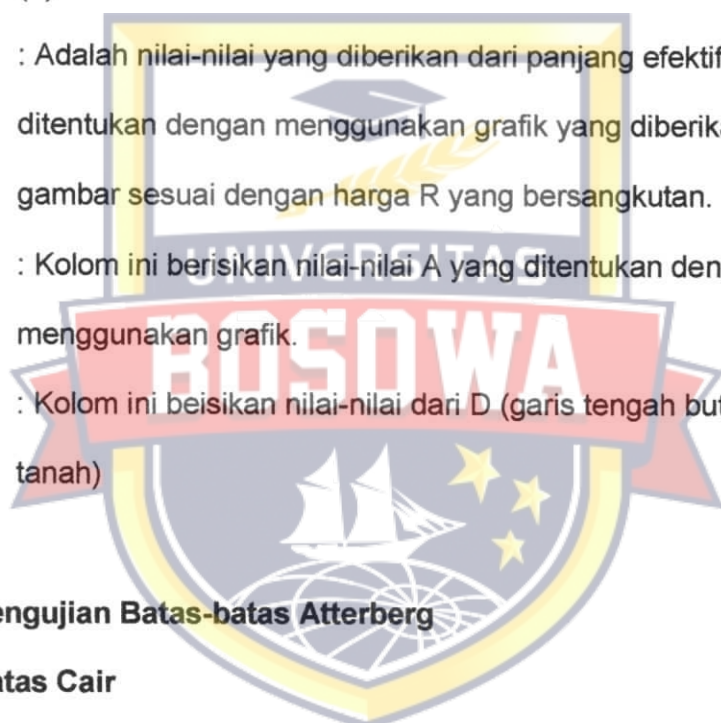 : Adalah nilai-nilai yang diberikan dari panjang efektif
ditentukan dengan menggunakan grafik yang diberika
gambar sesuai dengan harga R yang bersangkutan.
UNIVERSITAS
: Kolom ini berisikan nilai-nilai A yang ditentukan den
BOSOWA
menggunakan grafik.
: Kolom ini beisikan nilai-nilai dari D (garis tengah but
tanah)
engujian Batas-batas Atterberg
atas Cair